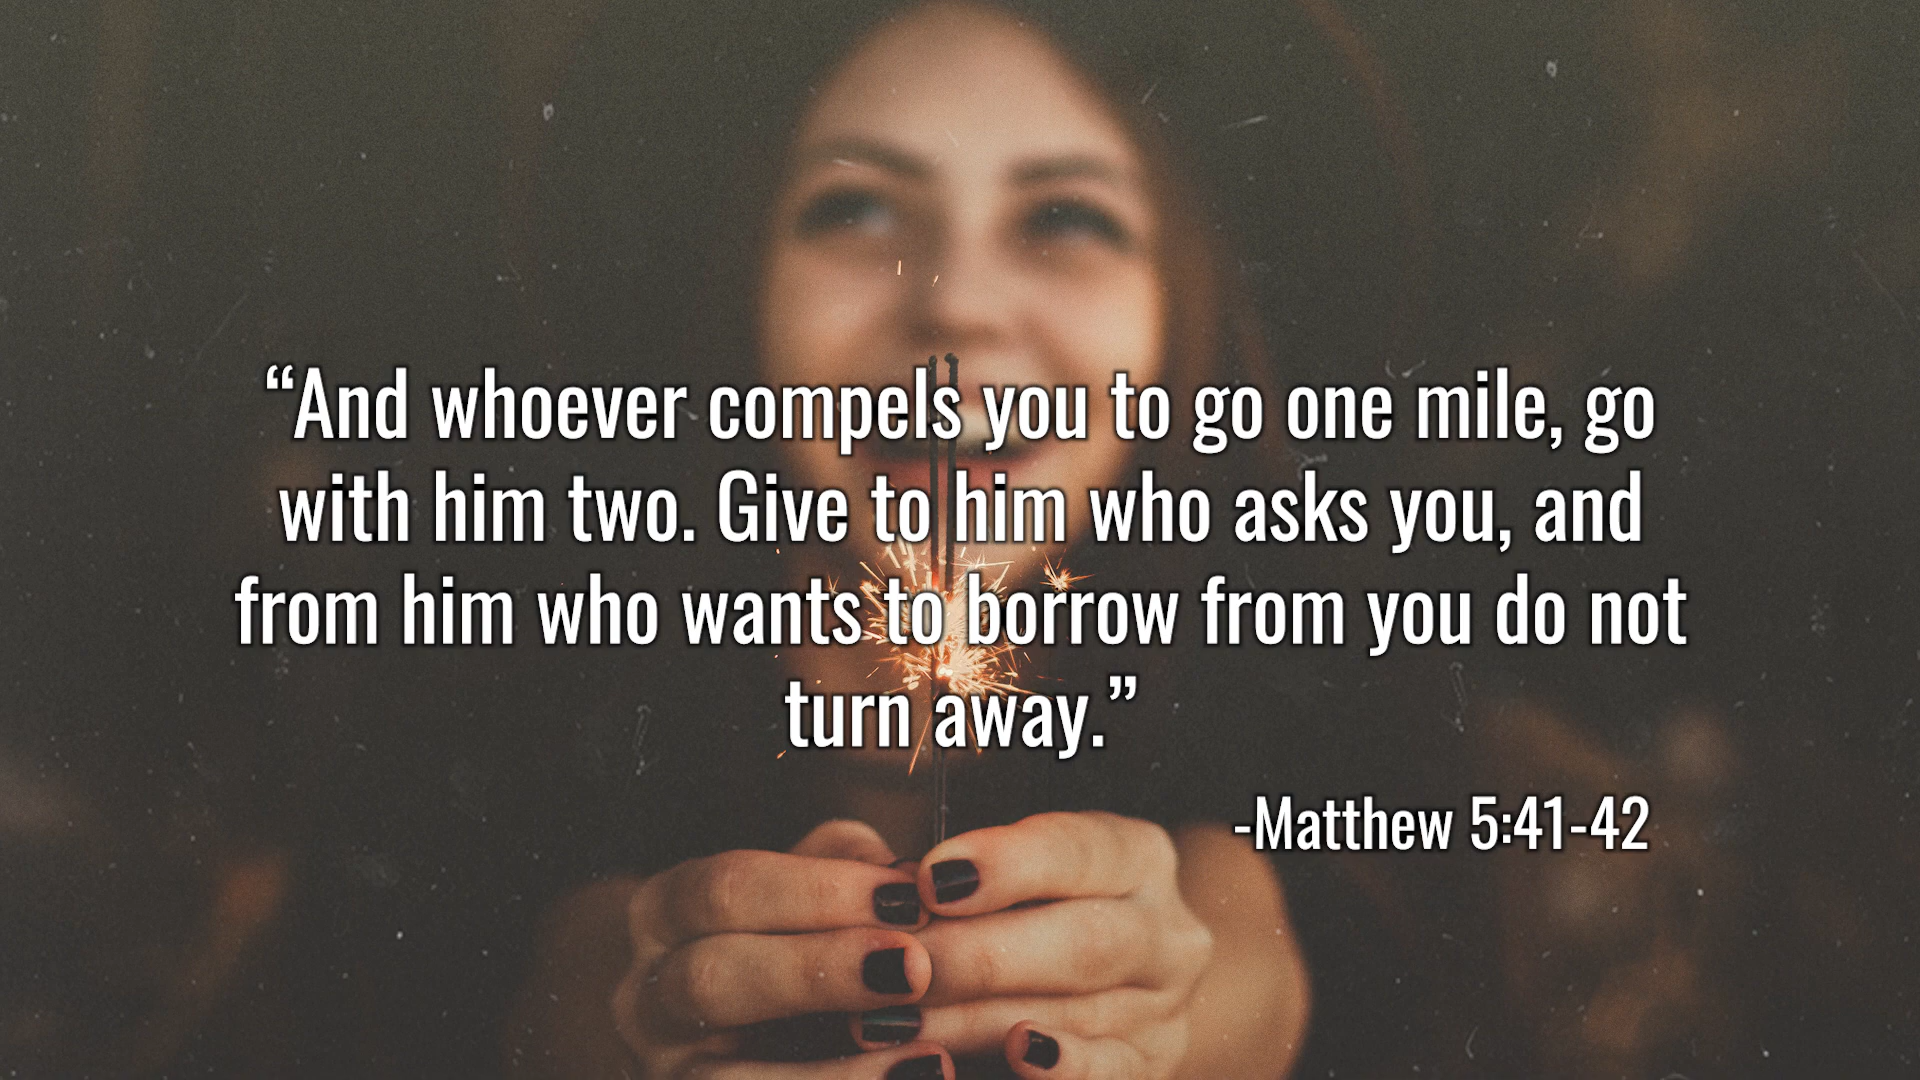 “And whoever compels you to go one mile, go
with him two. Give to him who asks you, and
from him who wants to borrow from you do not
turn away.”
-Matthew 5:41-42